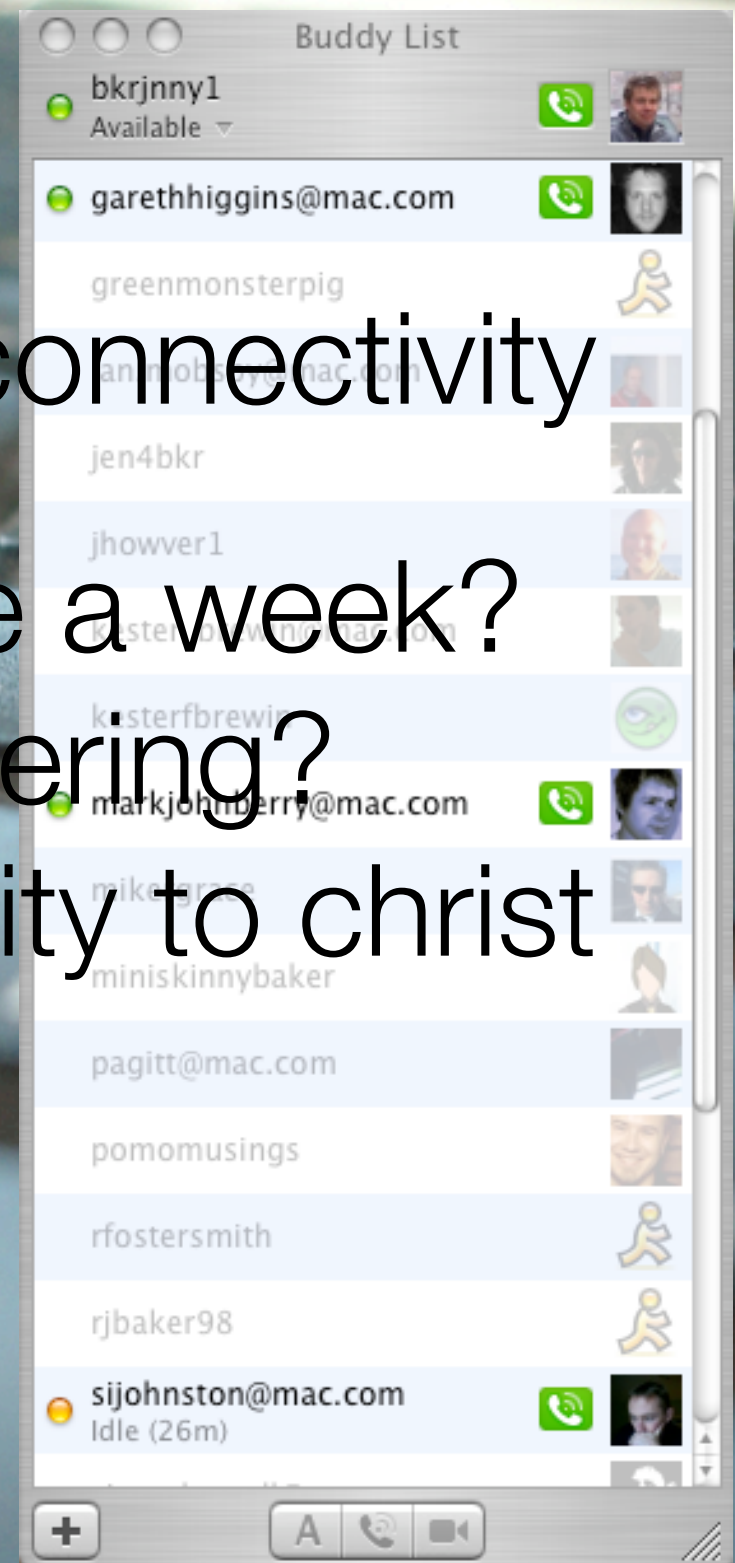 Buddy List
bkrjnny1
Available
garethhiggins@mac.com
greenmonsterpig
connectivity
jen4bkr
jhowver1
a week?
kesterfbrewin
ering?
markjohnberry@mac.com
ity to christ
miniskinnybaker
pagitt@mac.com
pomomusings
rfostersmith
rjbaker98
sijohnston@mac.com
Idle (26m)
A